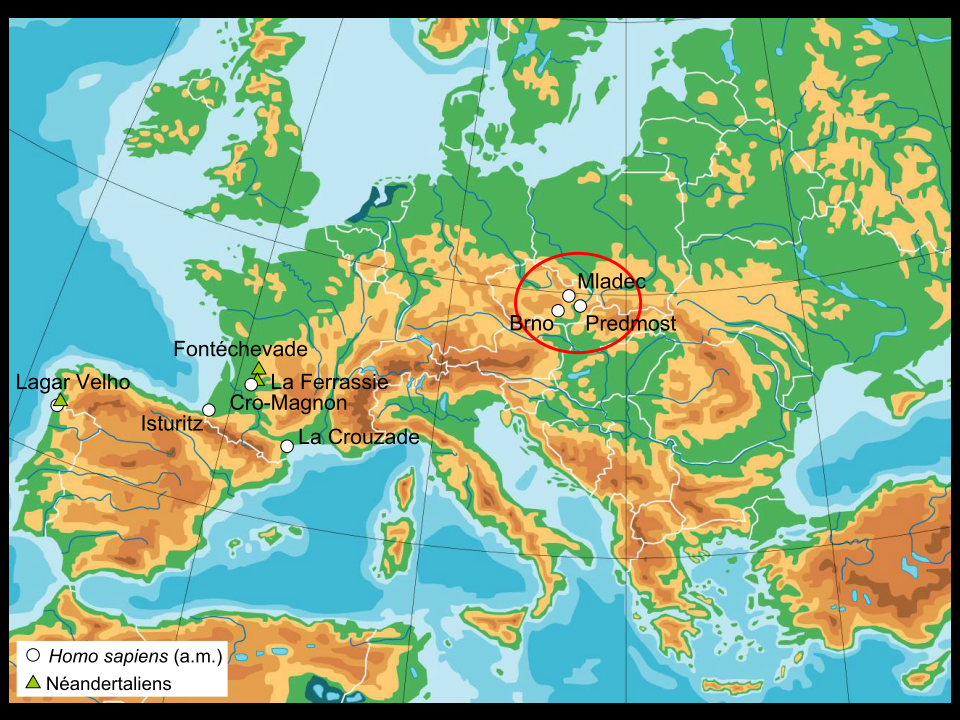 Mladec
Brno
Predmost
Fontéchevade
Lagar Velho
La Ferrassie
Cro-Magnon
Isturitz
La Crouzade
Homo sapiens (a.m.)
Néandertaliens